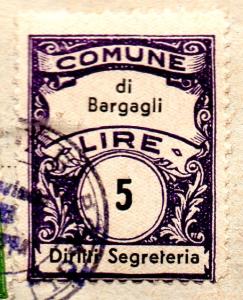 COMUNE
di
Bargagli
LIRE
5
Diritti Segreteria